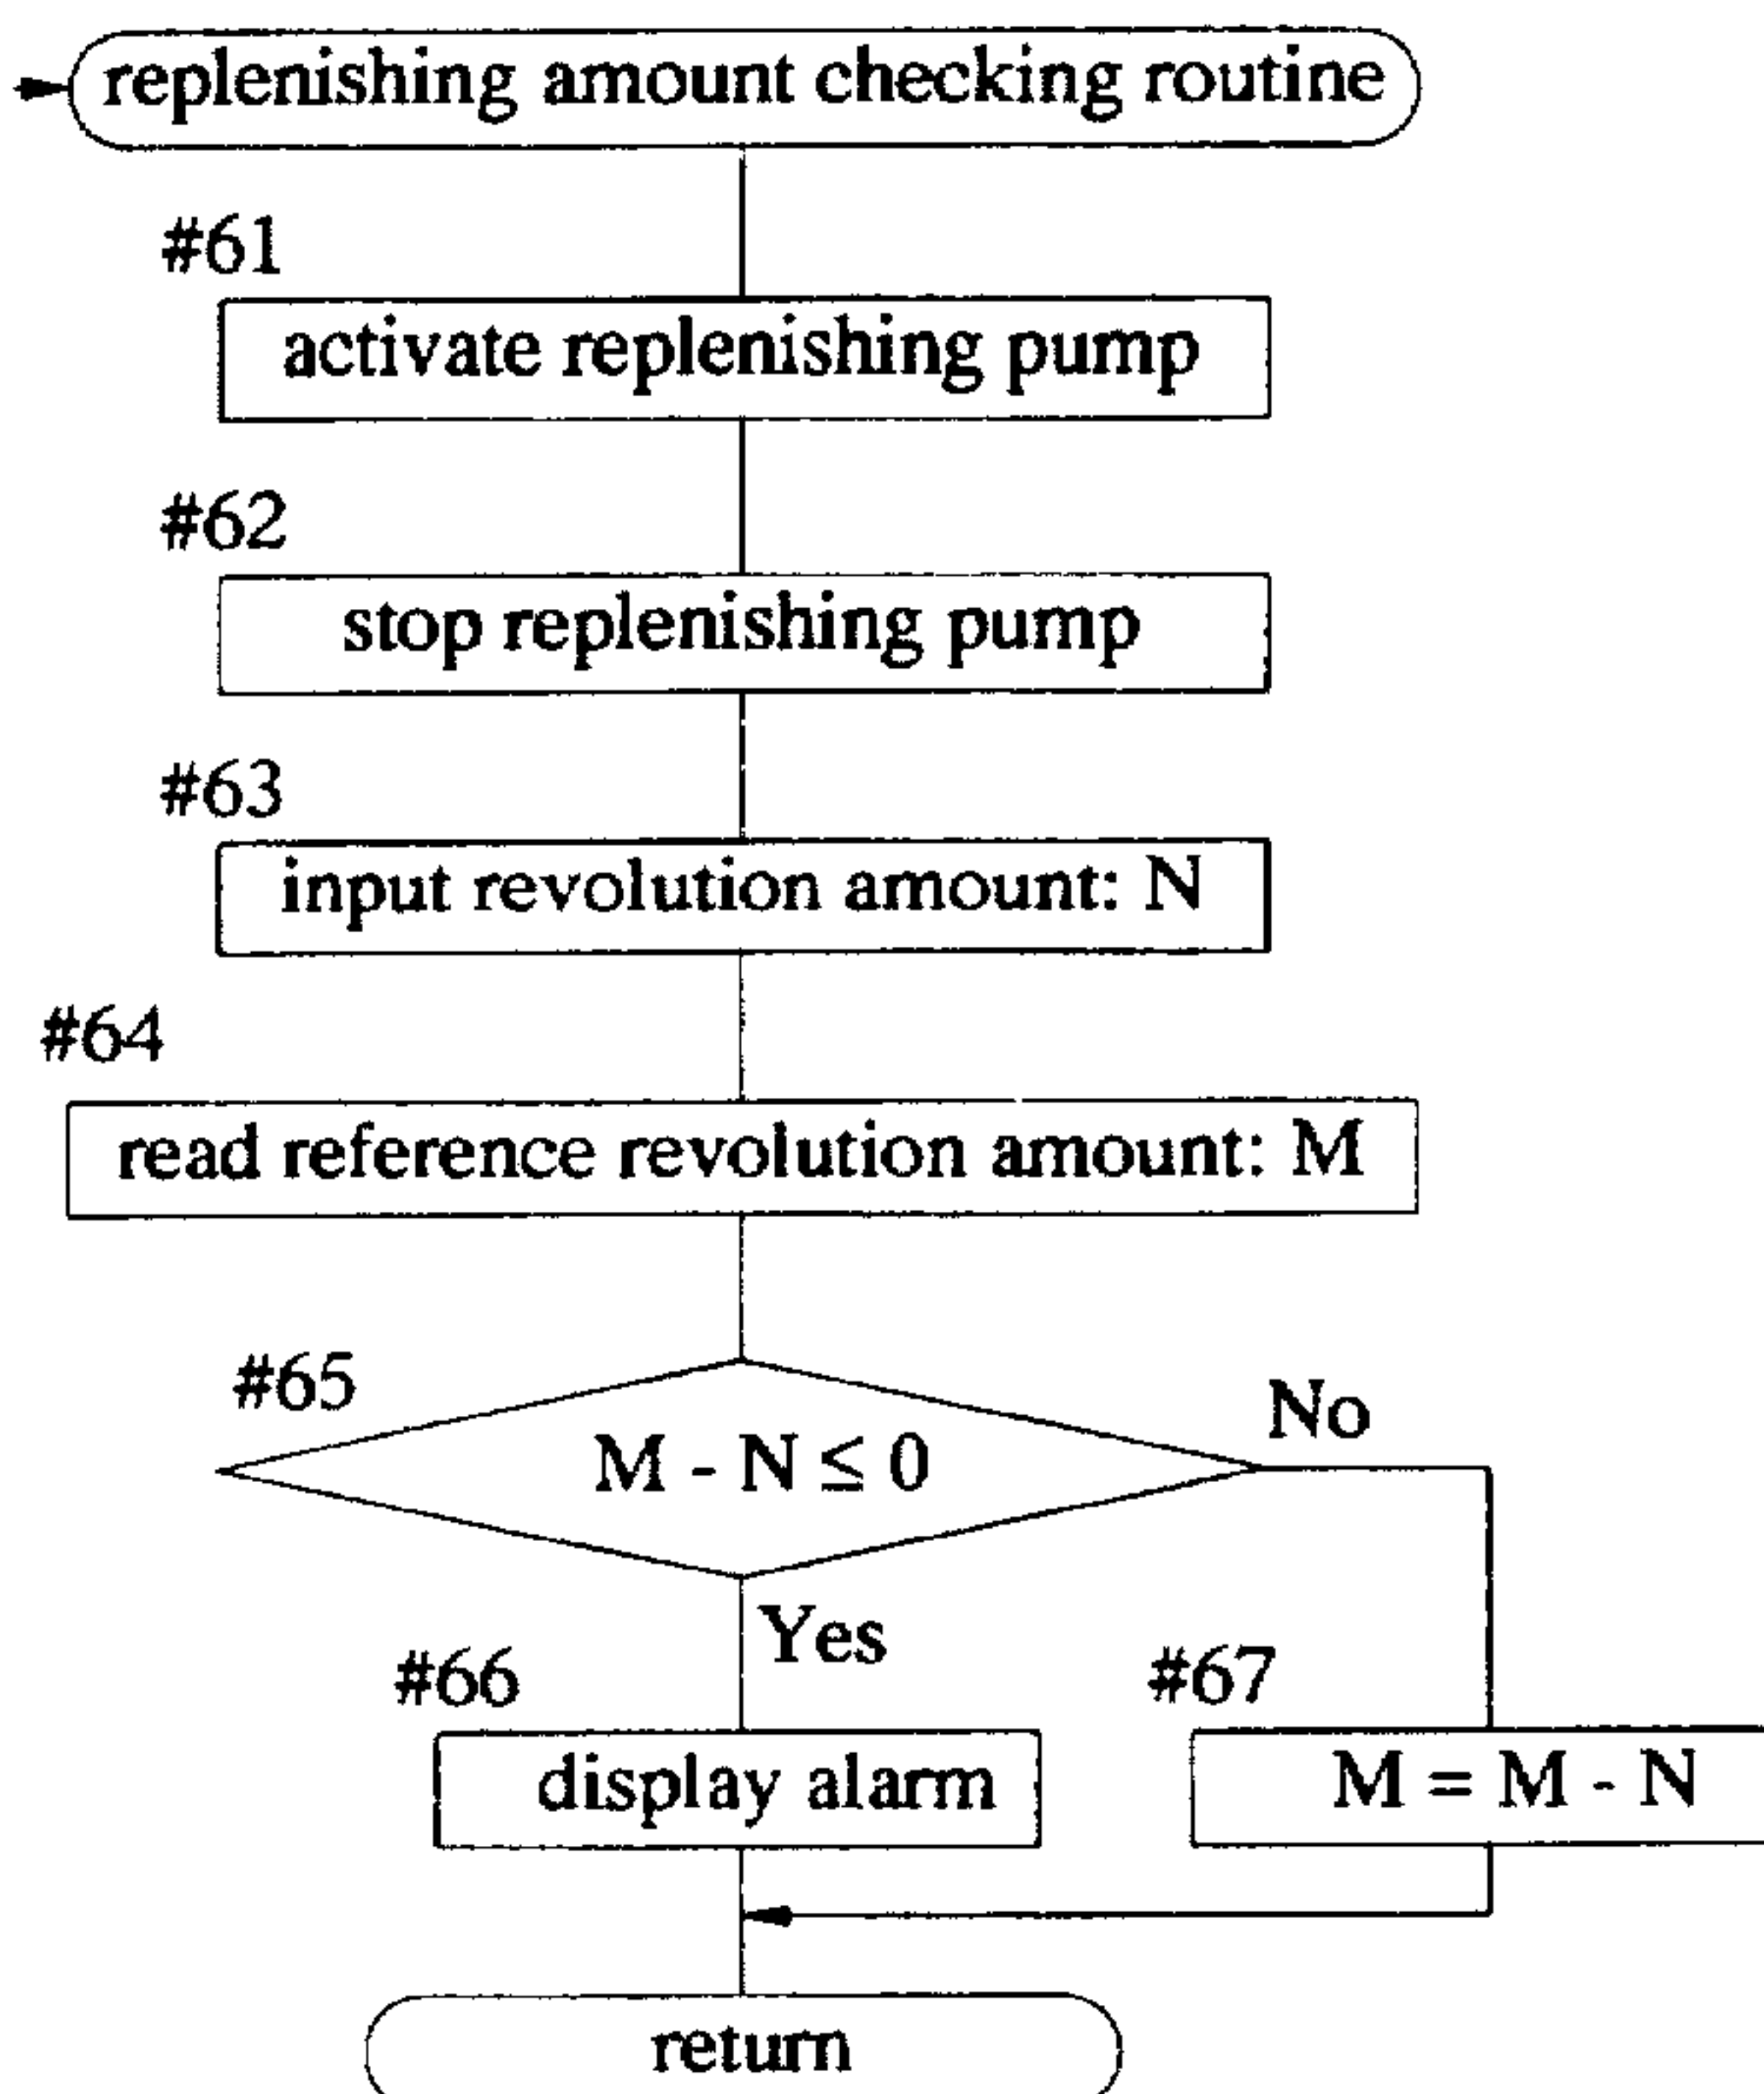 replenishing amount checking routine
#61
activate replenishing pump
#62
stop replenishing pump
#63
input revolution amount: N
#64
read reference revolution amount: M
#65
M - N ≤ 0
No
Yes
#66
display alarm
#67
M = M - N
return